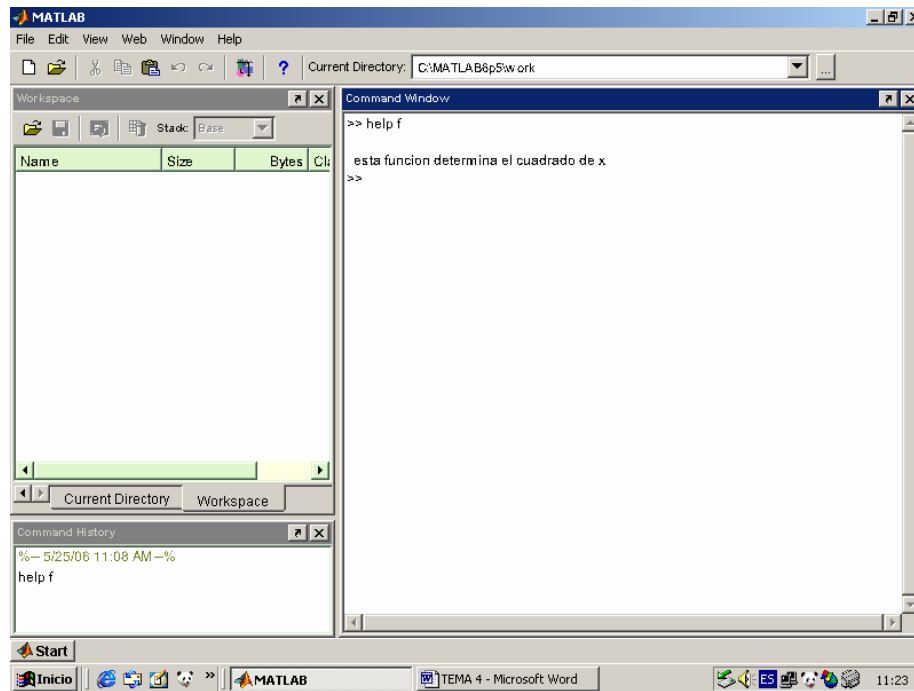 MATLAB
File Edit View Web Window Help
Current Directory: C:\MATLAB6p5\work
...
Workspace
Stack: Base
Name Size Bytes Cla
Current Directory Workspace
Command History
%-- 5/25/06 11:08 AM --%
help f
Command Window
>> help f
esta funcion determina el cuadrado de x
>>
Start
Inicio » MATLAB TEMA 4 - Microsoft Word ES 11:23